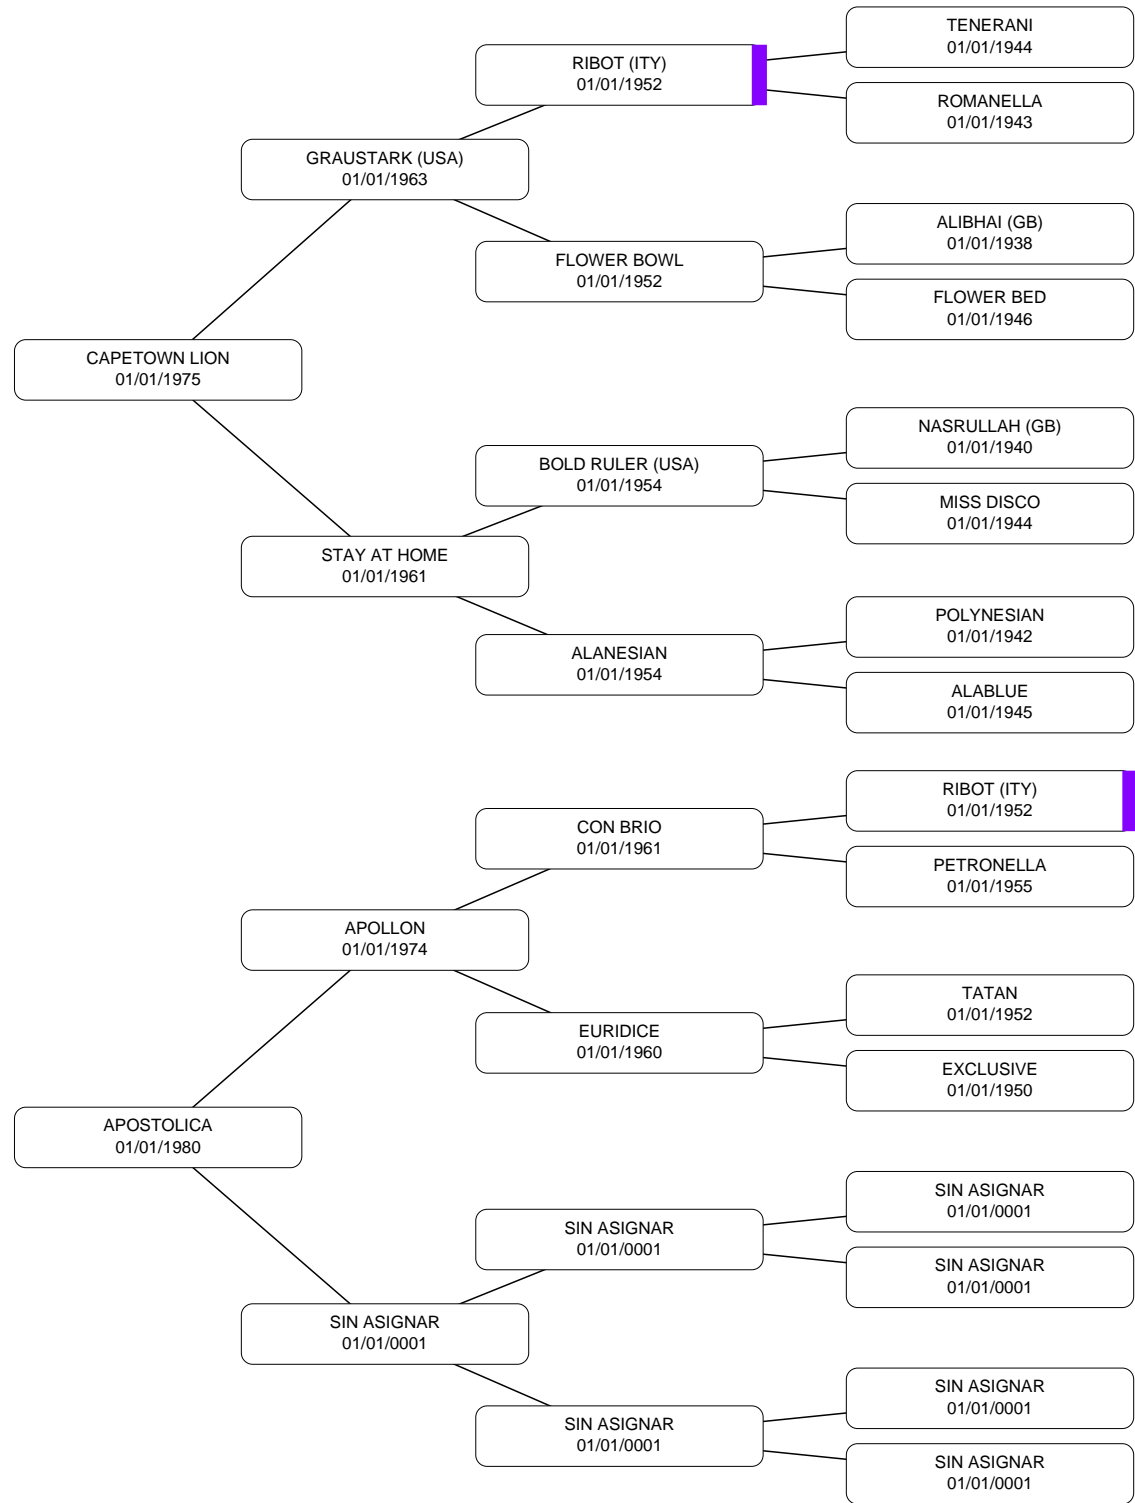 TENERANI
01/01/1944
RIBOT (ITY)
01/01/1952
ROMANELLA
01/01/1943
GRAUSTARK (USA)
01/01/1963
ALIBHAI (GB)
01/01/1938
FLOWER BOWL
01/01/1952
FLOWER BED
01/01/1946
CAPETOWN LION
01/01/1975
NASRULLAH (GB)
01/01/1940
BOLD RULER (USA)
01/01/1954
MISS DISCO
01/01/1944
STAY AT HOME
01/01/1961
POLYNESIAN
01/01/1942
ALANESIAN
01/01/1954
ALABLUE
01/01/1945
RIBOT (ITY)
01/01/1952
CON BRIO
01/01/1961
PETRONELLA
01/01/1955
APOLLON
01/01/1974
TATAN
01/01/1952
EURIDICE
01/01/1960
EXCLUSIVE
01/01/1950
APOSTOLICA
01/01/1980
SIN ASIGNAR
01/01/0001
SIN ASIGNAR
01/01/0001
SIN ASIGNAR
01/01/0001
SIN ASIGNAR
01/01/0001
SIN ASIGNAR
01/01/0001
SIN ASIGNAR
01/01/0001
SIN ASIGNAR
01/01/0001